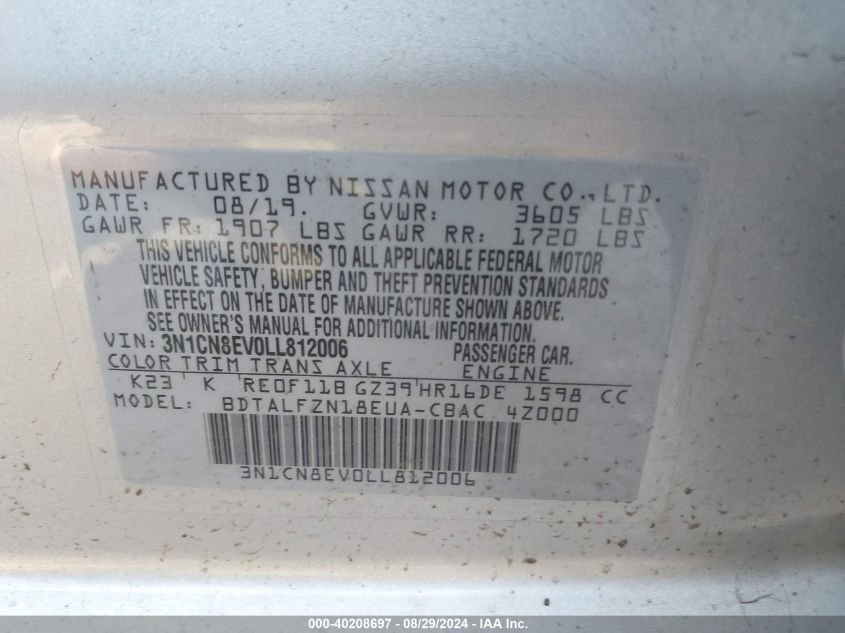 MANUFACTURED BY NISSAN MOTOR CO., LTD.
DATE: 08/19. GVWR: 3605 LBS
GAWR FR: 1907 LBS GAWR RR: 1720 LBS
THIS VEHICLE CONFORMS TO ALL APPLICABLE FEDERAL MOTOR
VEHICLE SAFETY, BUMPER AND THEFT PREVENTION STANDARDS
IN EFFECT ON THE DATE OF MANUFACTURE SHOWN ABOVE.
SEE OWNER'S MANUAL FOR ADDITIONAL INFORMATION.
VIN: 3N1CN8EV0LL812006 PASSENGER CAR.
COLOR TRIM TRANS AXLE ENGINE
K23 K RE0F11B GZ39 HR16DE 1598 CC
MODEL: BDTALFZN18EUA-CBAC 4Z000
3N1CN8EV0LL812006
000-40208697 - 08/29/2024 - IAA, Inc.